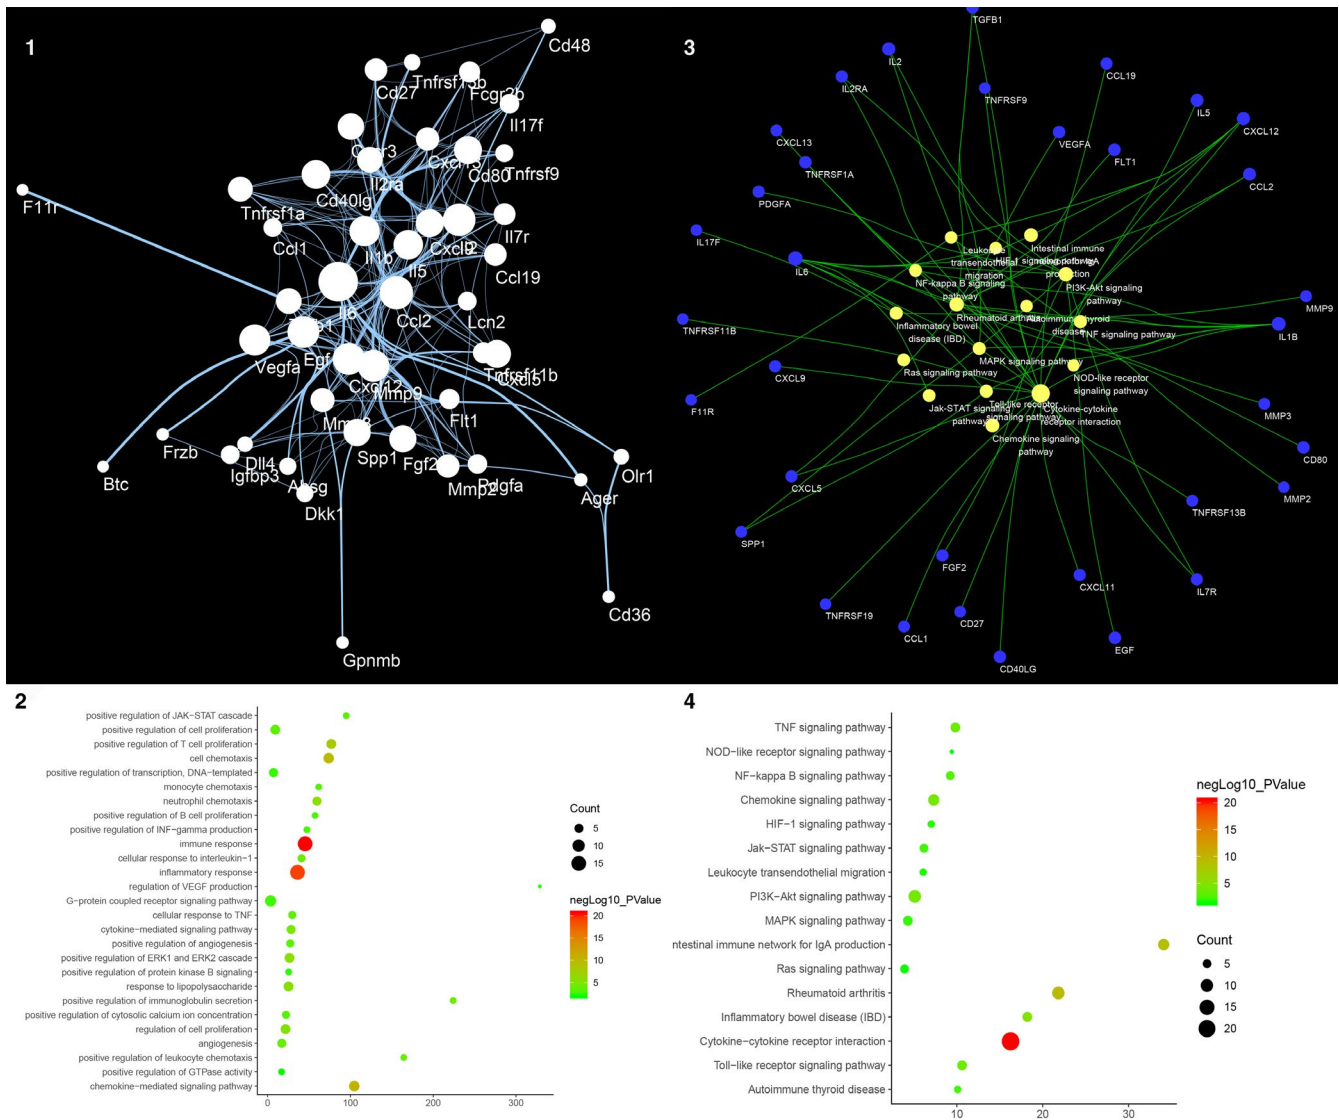 1
Cd48
Cd27
Tnfrsf13b
Fcgr2b
Il17f
Il2ra
Cd80
Tnfrsf9
F11r
Tnfrsf1a
Cd40lg
Ccl1
Il1b
Il5
Il7r
Ccl19
Il6
Ccl2
Lcn2
Vegfa
Egf
Cxcl12
Mmp9
Tnfrsf11b
Cxcl5
Flt1
Spp1
Fgf2
Mmp2
Pdgfa
Frzb
Btc
Dll4
Igfbp3
Ahsg
Dkk1
Olr1
Ager
Cd36
Gpnmb
3
TGFB1
IL2
CCL19
IL2RA
TNFRSF9
IL5
CXCL12
CXCL13
VEGFA
FLT1
TNFRSF1A
CCL2
PDGFA
IL17F
IL6
Leukocyte
transendothelial
migration
HIF-1 signaling pathway
Intestinal immune
production
NF-kappa B signaling
pathway
PI3K-Akt signaling
pathway
MMP9
Rheumatoid arthritis
Autoimmune thyroid
disease
TNF signaling pathway
Inflammatory bowel
disease (IBD)
TNFRSF11B
IL1B
MAPK signaling pathway
Ras signaling pathway
CXCL9
NOD-like receptor
signaling pathway
F11R
Jak-STAT signaling
pathway
Toll-like receptor
signaling pathway
Cytokine-cytokine
receptor interaction
MMP3
Chemokine signaling
pathway
CD80
CXCL5
MMP2
TNFRSF13B
SPP1
FGF2
CXCL11
IL7R
TNFRSF19
CCL1
CD27
EGF
CD40LG
2
positive regulation of JAK−STAT cascade
positive regulation of cell proliferation
positive regulation of T cell proliferation
cell chemotaxis
positive regulation of transcription, DNA−templated
monocyte chemotaxis
neutrophil chemotaxis
positive regulation of B cell proliferation
positive regulation of INF−gamma production
immune response
cellular response to interleukin−1
inflammatory response
regulation of VEGF production
G−protein coupled receptor signaling pathway
cellular response to TNF
cytokine−mediated signaling pathway
positive regulation of angiogenesis
positive regulation of ERK1 and ERK2 cascade
positive regulation of protein kinase B signaling
response to lipopolysaccharide
positive regulation of immunoglobulin secretion
positive regulation of cytosolic calcium ion concentration
regulation of cell proliferation
angiogenesis
positive regulation of leukocyte chemotaxis
positive regulation of GTPase activity
chemokine−mediated signaling pathway
0 100 200 300
Count
5
10
15
negLog10_PValue
20
15
10
5
4
TNF signaling pathway
NOD−like receptor signaling pathway
NF−kappa B signaling pathway
Chemokine signaling pathway
HIF−1 signaling pathway
Jak−STAT signaling pathway
Leukocyte transendothelial migration
PI3K−Akt signaling pathway
MAPK signaling pathway
ntestinal immune network for IgA production
Ras signaling pathway
Rheumatoid arthritis
Inflammatory bowel disease (IBD)
Cytokine−cytokine receptor interaction
Toll−like receptor signaling pathway
Autoimmune thyroid disease
10 20 30
negLog10_PValue
20
15
10
5
Count
5
10
15
20